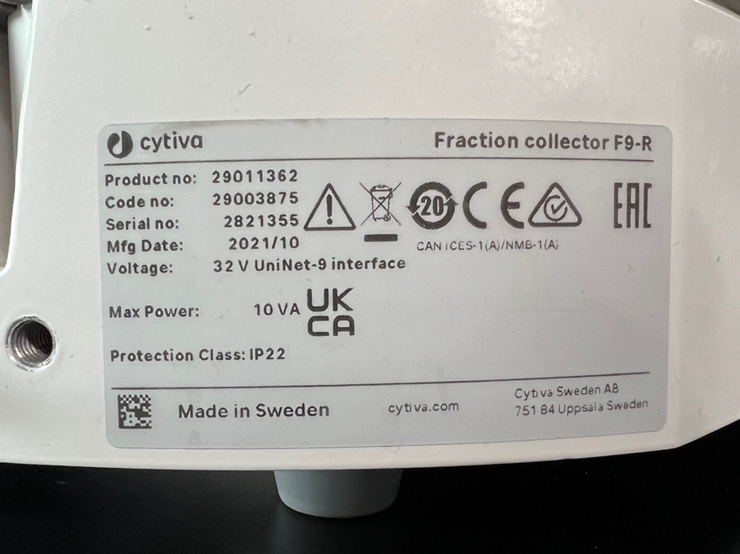 cytiva
Fraction collector F9-R
Product no: 29011362
Code no: 29003875
Serial no: 2821355
Mfg Date: 2021/10
Voltage: 32 V UniNet-9 interface
20
CE
EAC
CAN ICES-1(A)/NMB-1(A)
Max Power: 10 VA
UK
CA
Protection Class: IP22
Made in Sweden
cytiva.com
Cytiva Sweden AB
751 84 Uppsala Sweden